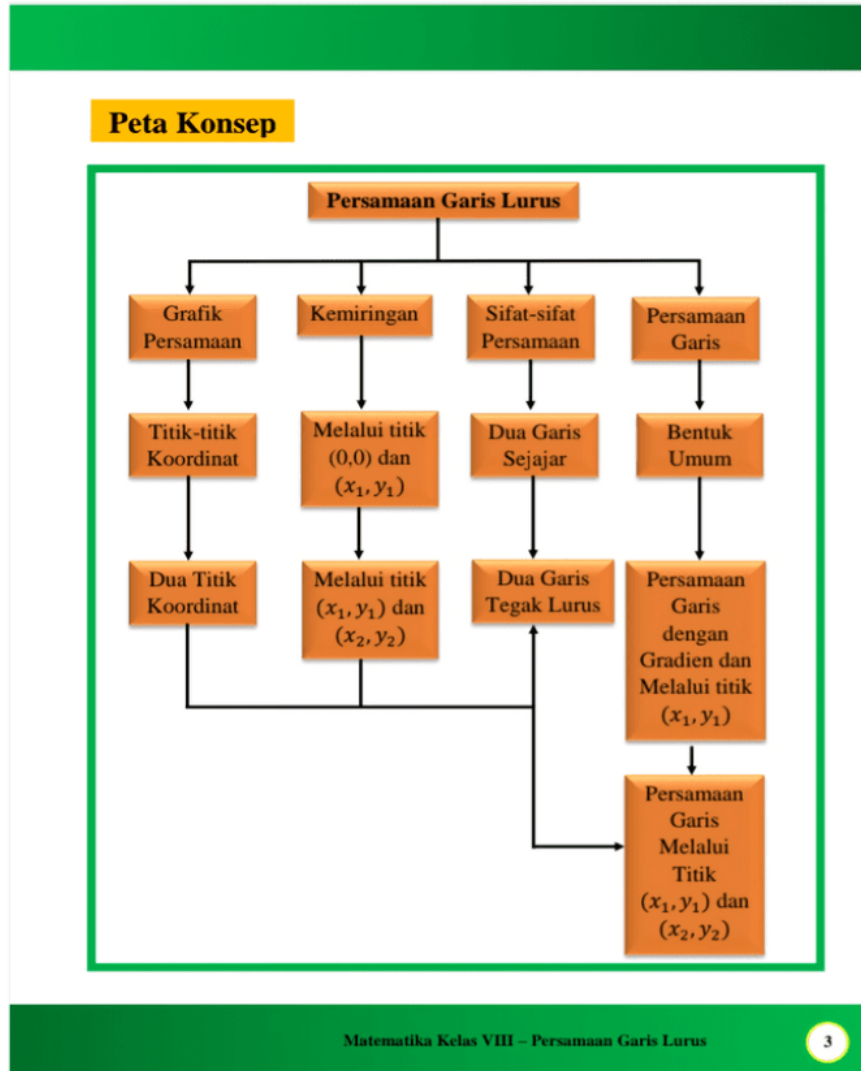 Peta Konsep
Persamaan Garis Lurus
Grafik
Persamaan
Kemiringan
Sifat-sifat
Persamaan
Persamaan
Garis
Titik-titik
Koordinat
Melalui titik
(0,0) dan
(x₁, y₁)
Dua Garis
Sejajar
Bentuk
Umum
Dua Titik
Koordinat
Melalui titik
(x₁, y₁) dan
(x₂, y₂)
Dua Garis
Tegak Lurus
Persamaan
Garis
dengan
Gradien dan
Melalui titik
(x₁, y₁)
Persamaan
Garis
Melalui
Titik
(x₁, y₁) dan
(x₂, y₂)
Matematika Kelas VIII – Persamaan Garis Lurus
3